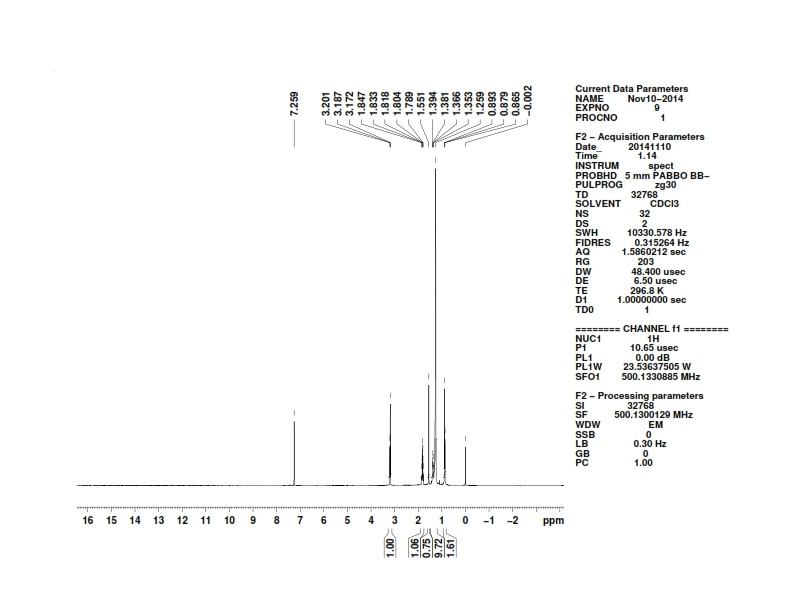 7.259
3.201
3.187
3.172
1.847
1.833
1.818
1.804
1.789
1.551
1.394
1.381
1.366
1.353
1.259
0.893
0.879
0.865
−0.002
Current Data Parameters
NAME Nov10−2014
EXPNO 9
PROCNO 1
F2 − Acquisition Parameters
Date_ 20141110
Time 1.14
INSTRUM spect
PROBHD 5 mm PABBO BB−
PULPROG zg30
TD 32768
SOLVENT CDCl3
NS 32
DS 2
SWH 10330.578 Hz
FIDRES 0.315264 Hz
AQ 1.5860212 sec
RG 203
DW 48.400 usec
DE 6.50 usec
TE 296.8 K
D1 1.00000000 sec
TD0 1
======== CHANNEL f1 ========
NUC1 1H
P1 10.65 usec
PL1 0.00 dB
PL1W 23.53637505 W
SFO1 500.1330885 MHz
F2 − Processing parameters
SI 32768
SF 500.1300129 MHz
WDW EM
SSB 0
LB 0.30 Hz
GB 0
PC 1.00
16 15 14 13 12 11 10 9 8 7 6 5 4 3 2 1 0 −1 −2 ppm
1.00
1.06
0.75
9.72
1.61